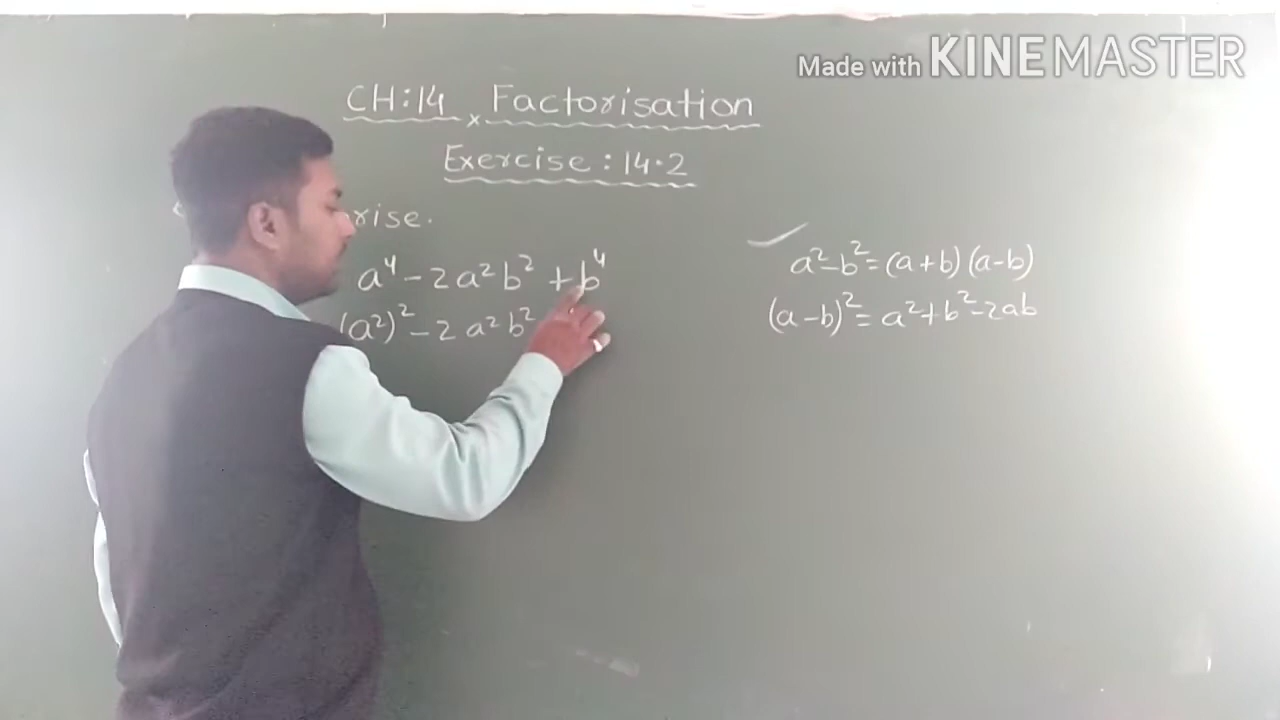 Made with KINEMASTER
CH:14 Factorisation
Exercise : 14.2
rise.
a⁴ - 2a²b² + b⁴
(a²)² - 2a²b²
a² - b² = (a+b)(a-b)
(a-b)² = a² + b² - 2ab